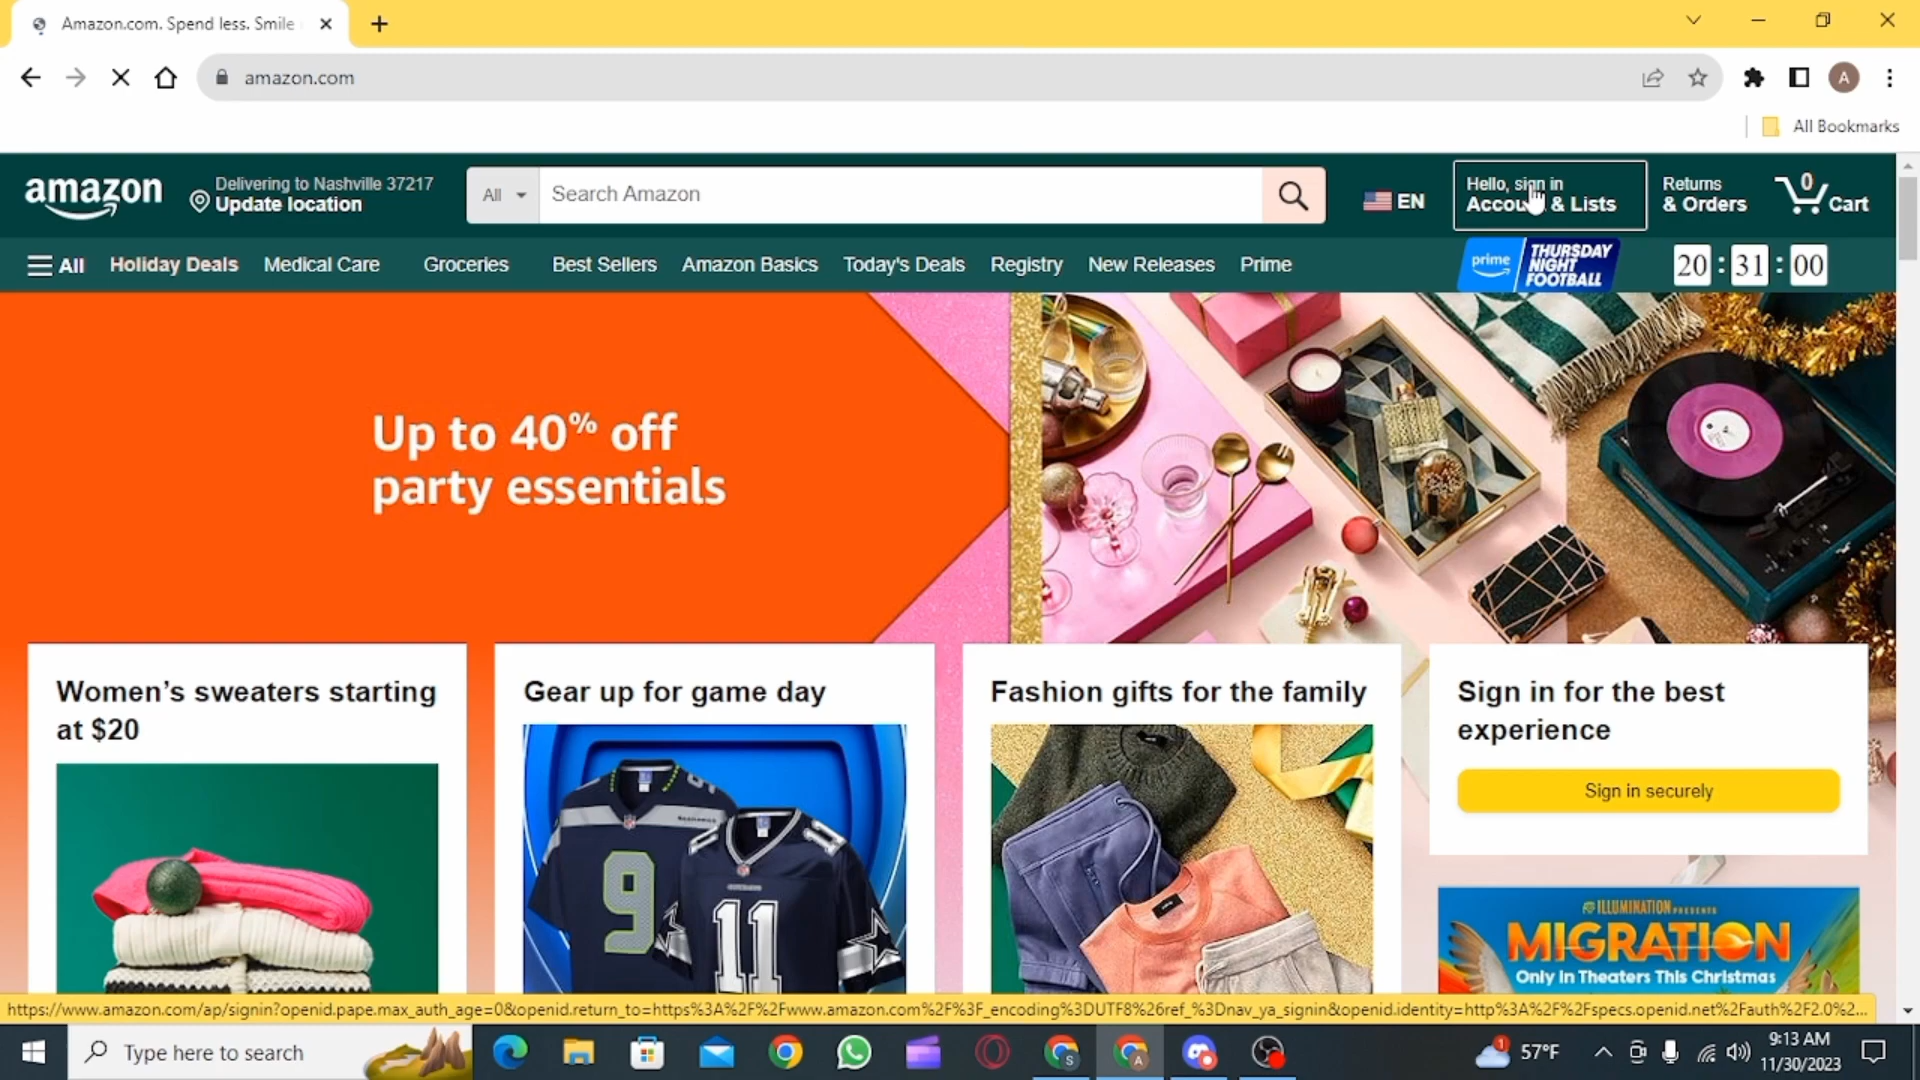 Amazon.com. Spend less. Smile
amazon.com
A
All Bookmarks
amazon
Delivering to Nashville 37217
Update location
All
Search Amazon
EN
Hello, sign in
Account & Lists
Returns
& Orders
0
Cart
All
Holiday Deals
Medical Care
Groceries
Best Sellers
Amazon Basics
Today's Deals
Registry
New Releases
Prime
prime
THURSDAY
NIGHT
FOOTBALL
20 : 31 : 00
Up to 40% off
party essentials
Women's sweaters starting
at $20
Gear up for game day
9
11
11
Fashion gifts for the family
Sign in for the best
experience
Sign in securely
ILLUMINATION PRESENTS
MIGRATION
Only In Theaters This Christmas
https://www.amazon.com/ap/signin?openid.pape.max_auth_age=0&openid.return_to=https%3A%2F%2Fwww.amazon.com%2F%3F_encoding%3DUTF8%26ref_%3Dnav_ya_signin&openid.identity=http%3A%2F%2Fspecs.openid.net%2Fauth%2F2.0%2...
Type here to search
S
A
1
57°F
9:13 AM
11/30/2023